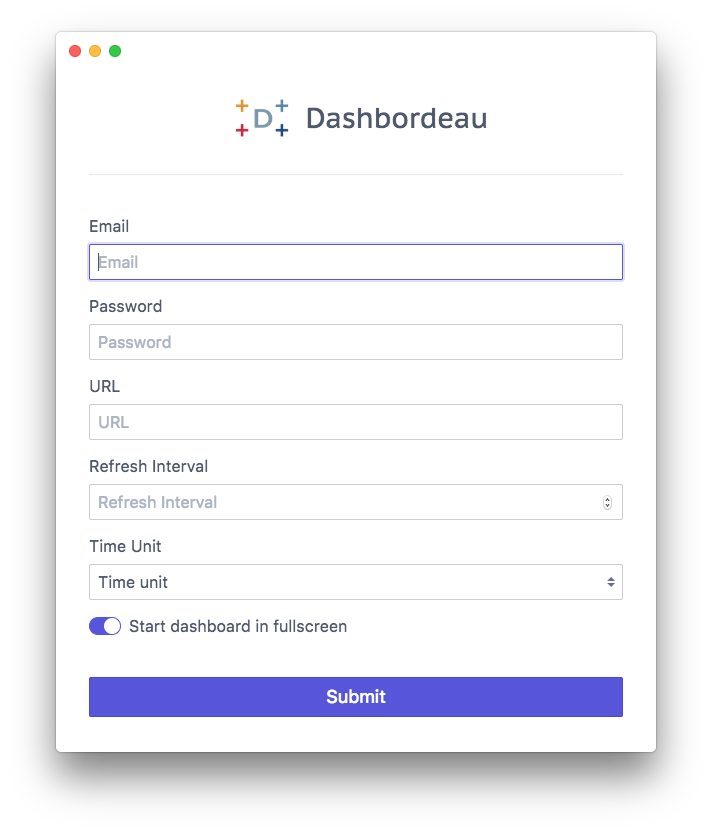 D Dashbordeau
Email
Email
Password
Password
URL
URL
Refresh Interval
Refresh Interval
Time Unit
Time unit
Start dashboard in fullscreen
Submit